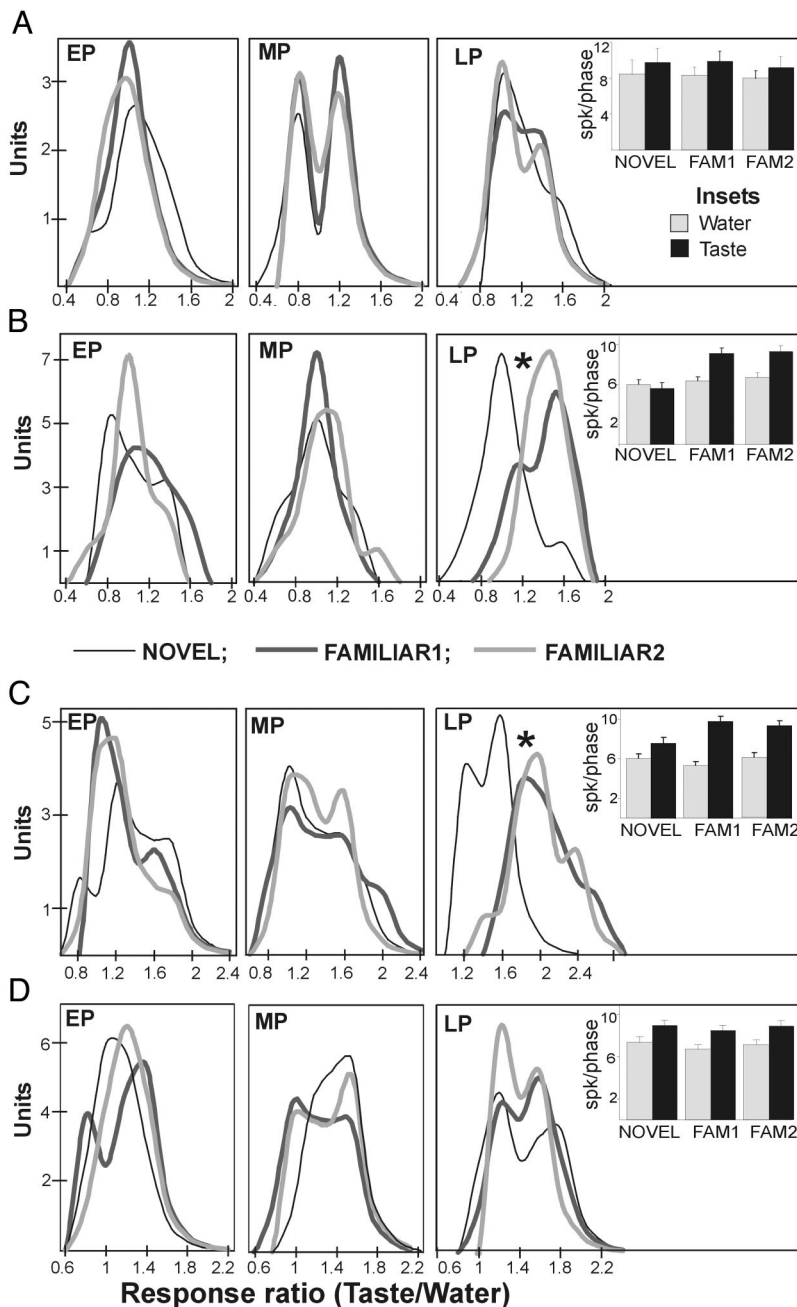 A
EP
MP
LP
Units
3
2
1
0.4 0.8 1.2 1.6 2
0.4. 0.8 1.2 1.6 2
0.4 0.8 1.2 1.6 2
spk/phase
12
8
4
NOVEL FAM1 FAM2
Insets
Water
Taste
B
EP
MP
LP
*
Units
7
5
3
1
0.4 0.8 1.2 1.6 2
0.4 0.8 1.2 1.6 2
0.4 0.8 1.2 1.6 2
spk/phase
10
6
2
NOVEL FAM1 FAM2
NOVEL; FAMILIAR1; FAMILIAR2
C
EP
MP
LP
*
Units
5
3
1
0.8 1.2 1.6 2 2.4
0.8 1.2 1.6 2 2.4
1.2 1.6 2 2.4
spk/phase
10
6
2
NOVEL FAM1 FAM2
D
EP
MP
LP
Units
6
4
2
0.6 1 1.4 1.8 2.2
0.6 1 1.4 1.8 2.2
0.6 1 1.4 1.8 2.2
spk/phase
10
6
2
NOVEL FAM1 FAM2
Response ratio (Taste/Water)